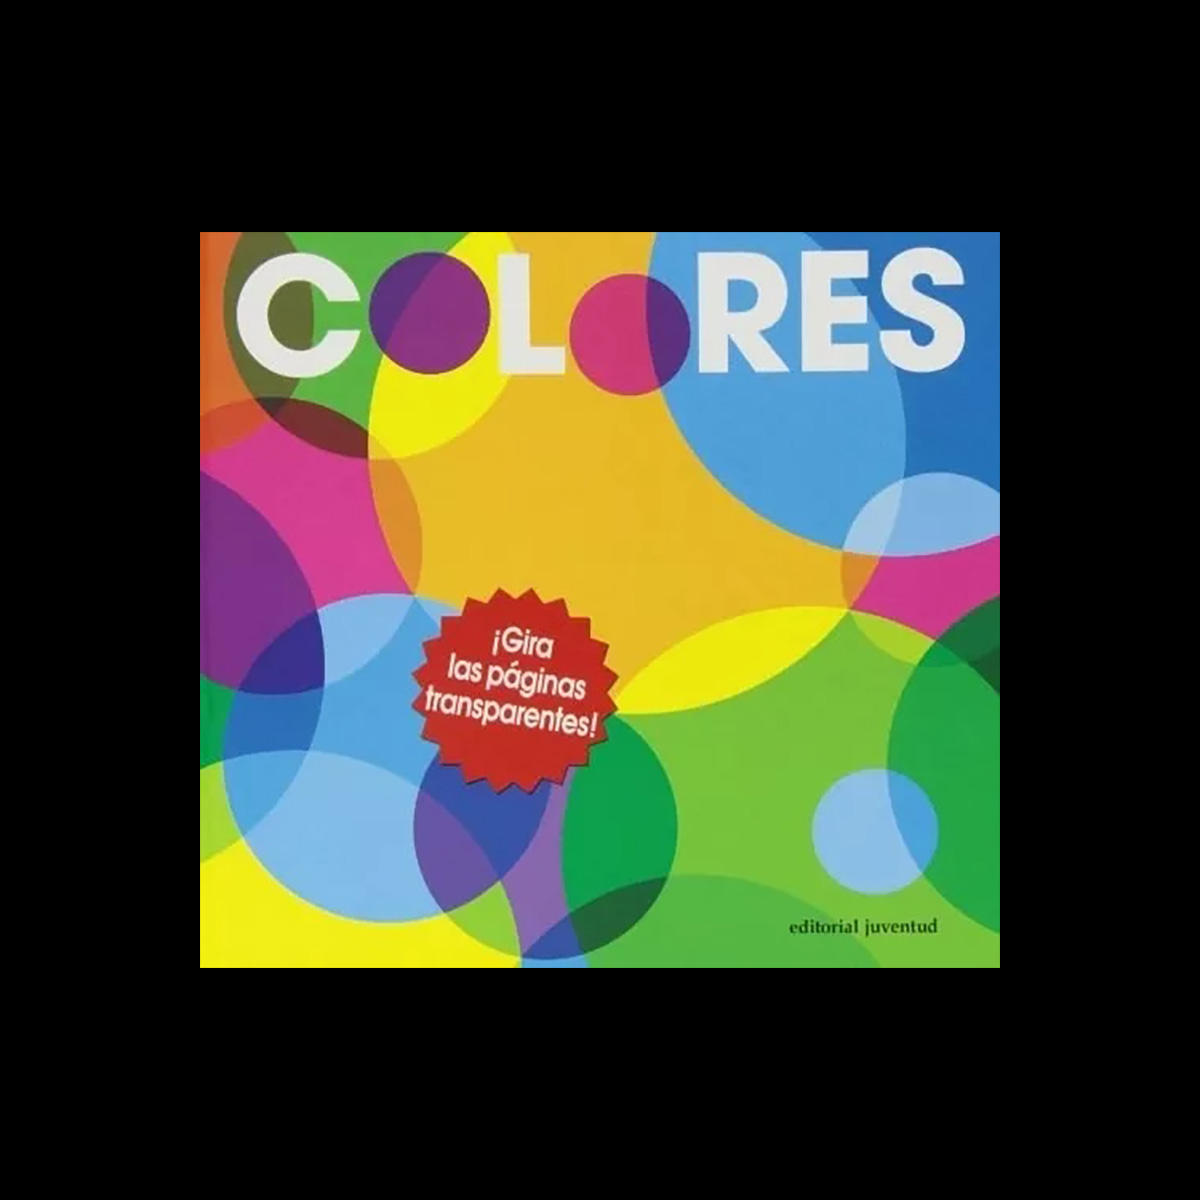 COLORES
¡Gira
las páginas
transparentes!
editorial juventud